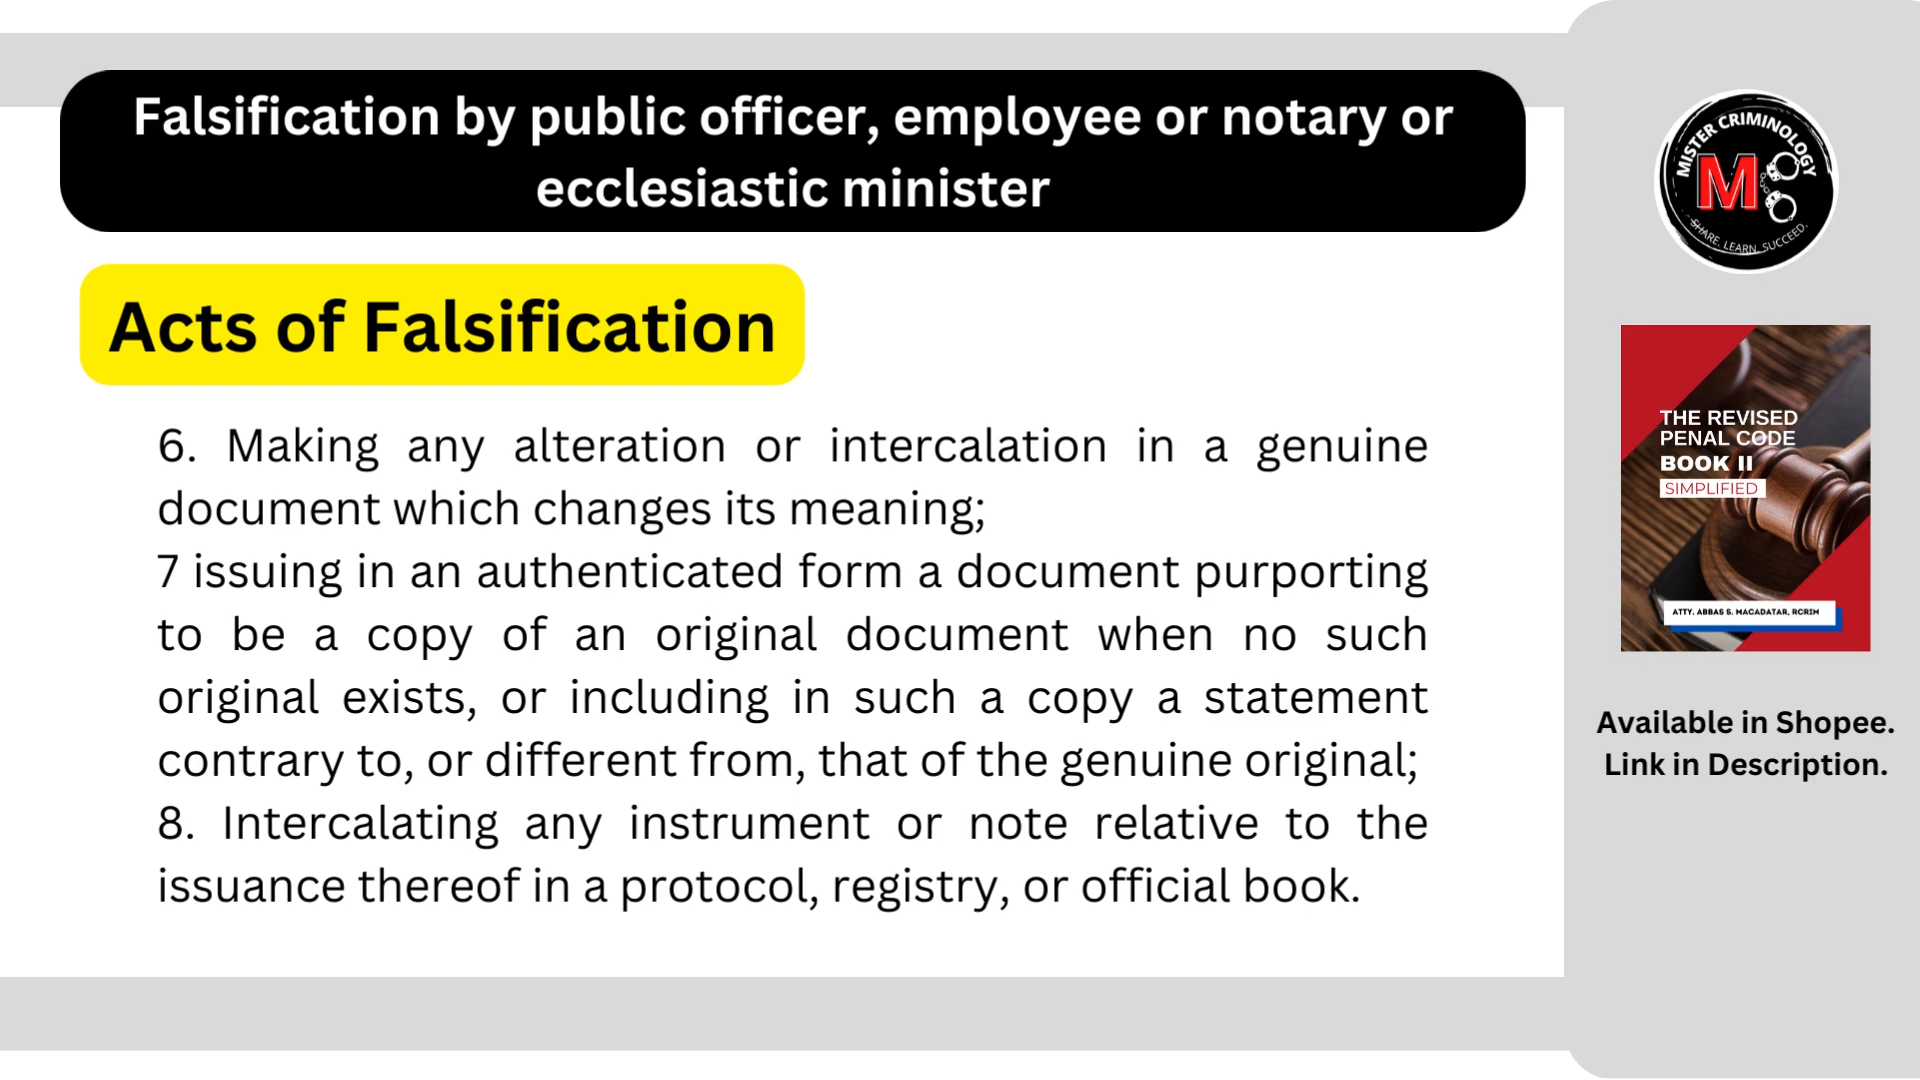 Falsification by public officer, employee or notary or
ecclesiastic minister
Acts of Falsification
6. Making any alteration or intercalation in a genuine
document which changes its meaning;
7 issuing in an authenticated form a document purporting
to be a copy of an original document when no such
original exists, or including in such a copy a statement
contrary to, or different from, that of the genuine original;
8. Intercalating any instrument or note relative to the
issuance thereof in a protocol, registry, or official book.
MISTER CRIMINOLOGY
M
SHARE. LEARN. SUCCEED.
THE REVISED
PENAL CODE
BOOK II
SIMPLIFIED
ATTY. ABBAS S. MACADATAR, RCRIM
Available in Shopee.
Link in Description.